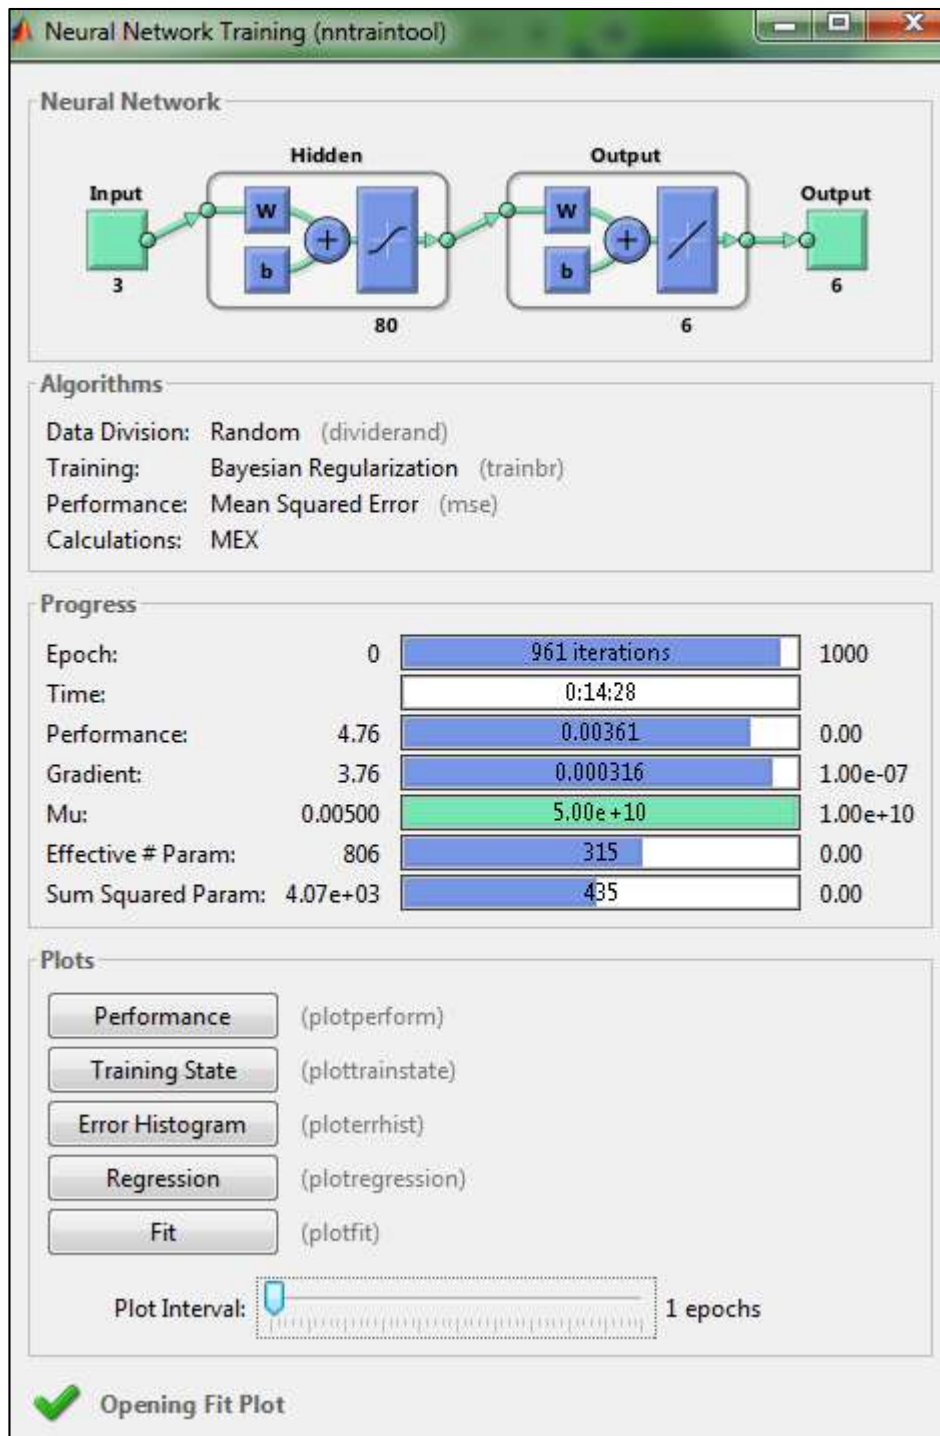 Neural Network Training (nntraintool)
Neural Network
Hidden Output
Input Output
W W
b b
3 6
80 6
Algorithms
Data Division: Random (dividerand)
Training: Bayesian Regularization (trainbr)
Performance: Mean Squared Error (mse)
Calculations: MEX
Progress
Epoch: 0 961 iterations 1000
Time: 0:14:28
Performance: 4.76 0.00361 0.00
Gradient: 3.76 0.000316 1.00e-07
Mu: 0.00500 5.00e+10 1.00e+10
Effective # Param: 806 315 0.00
Sum Squared Param: 4.07e+03 435 0.00
Plots
Performance (plotperform)
Training State (plottrainstate)
Error Histogram (ploterrhist)
Regression (plotregression)
Fit (plotfit)
Plot Interval: 1 epochs
Opening Fit Plot